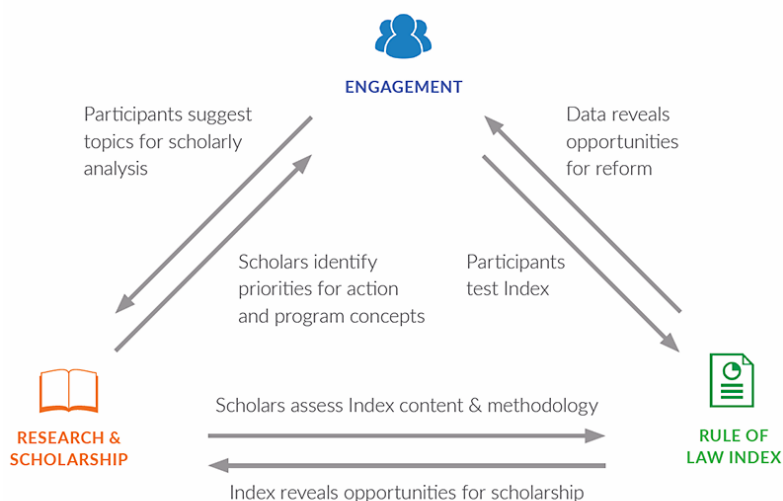 ENGAGEMENT
Participants suggest
topics for scholarly
analysis
Data reveals
opportunities
for reform
Scholars identify
priorities for action
and program concepts
Participants
test Index
RESEARCH &
SCHOLARSHIP
Scholars assess Index content & methodology
RULE OF
LAW INDEX
Index reveals opportunities for scholarship